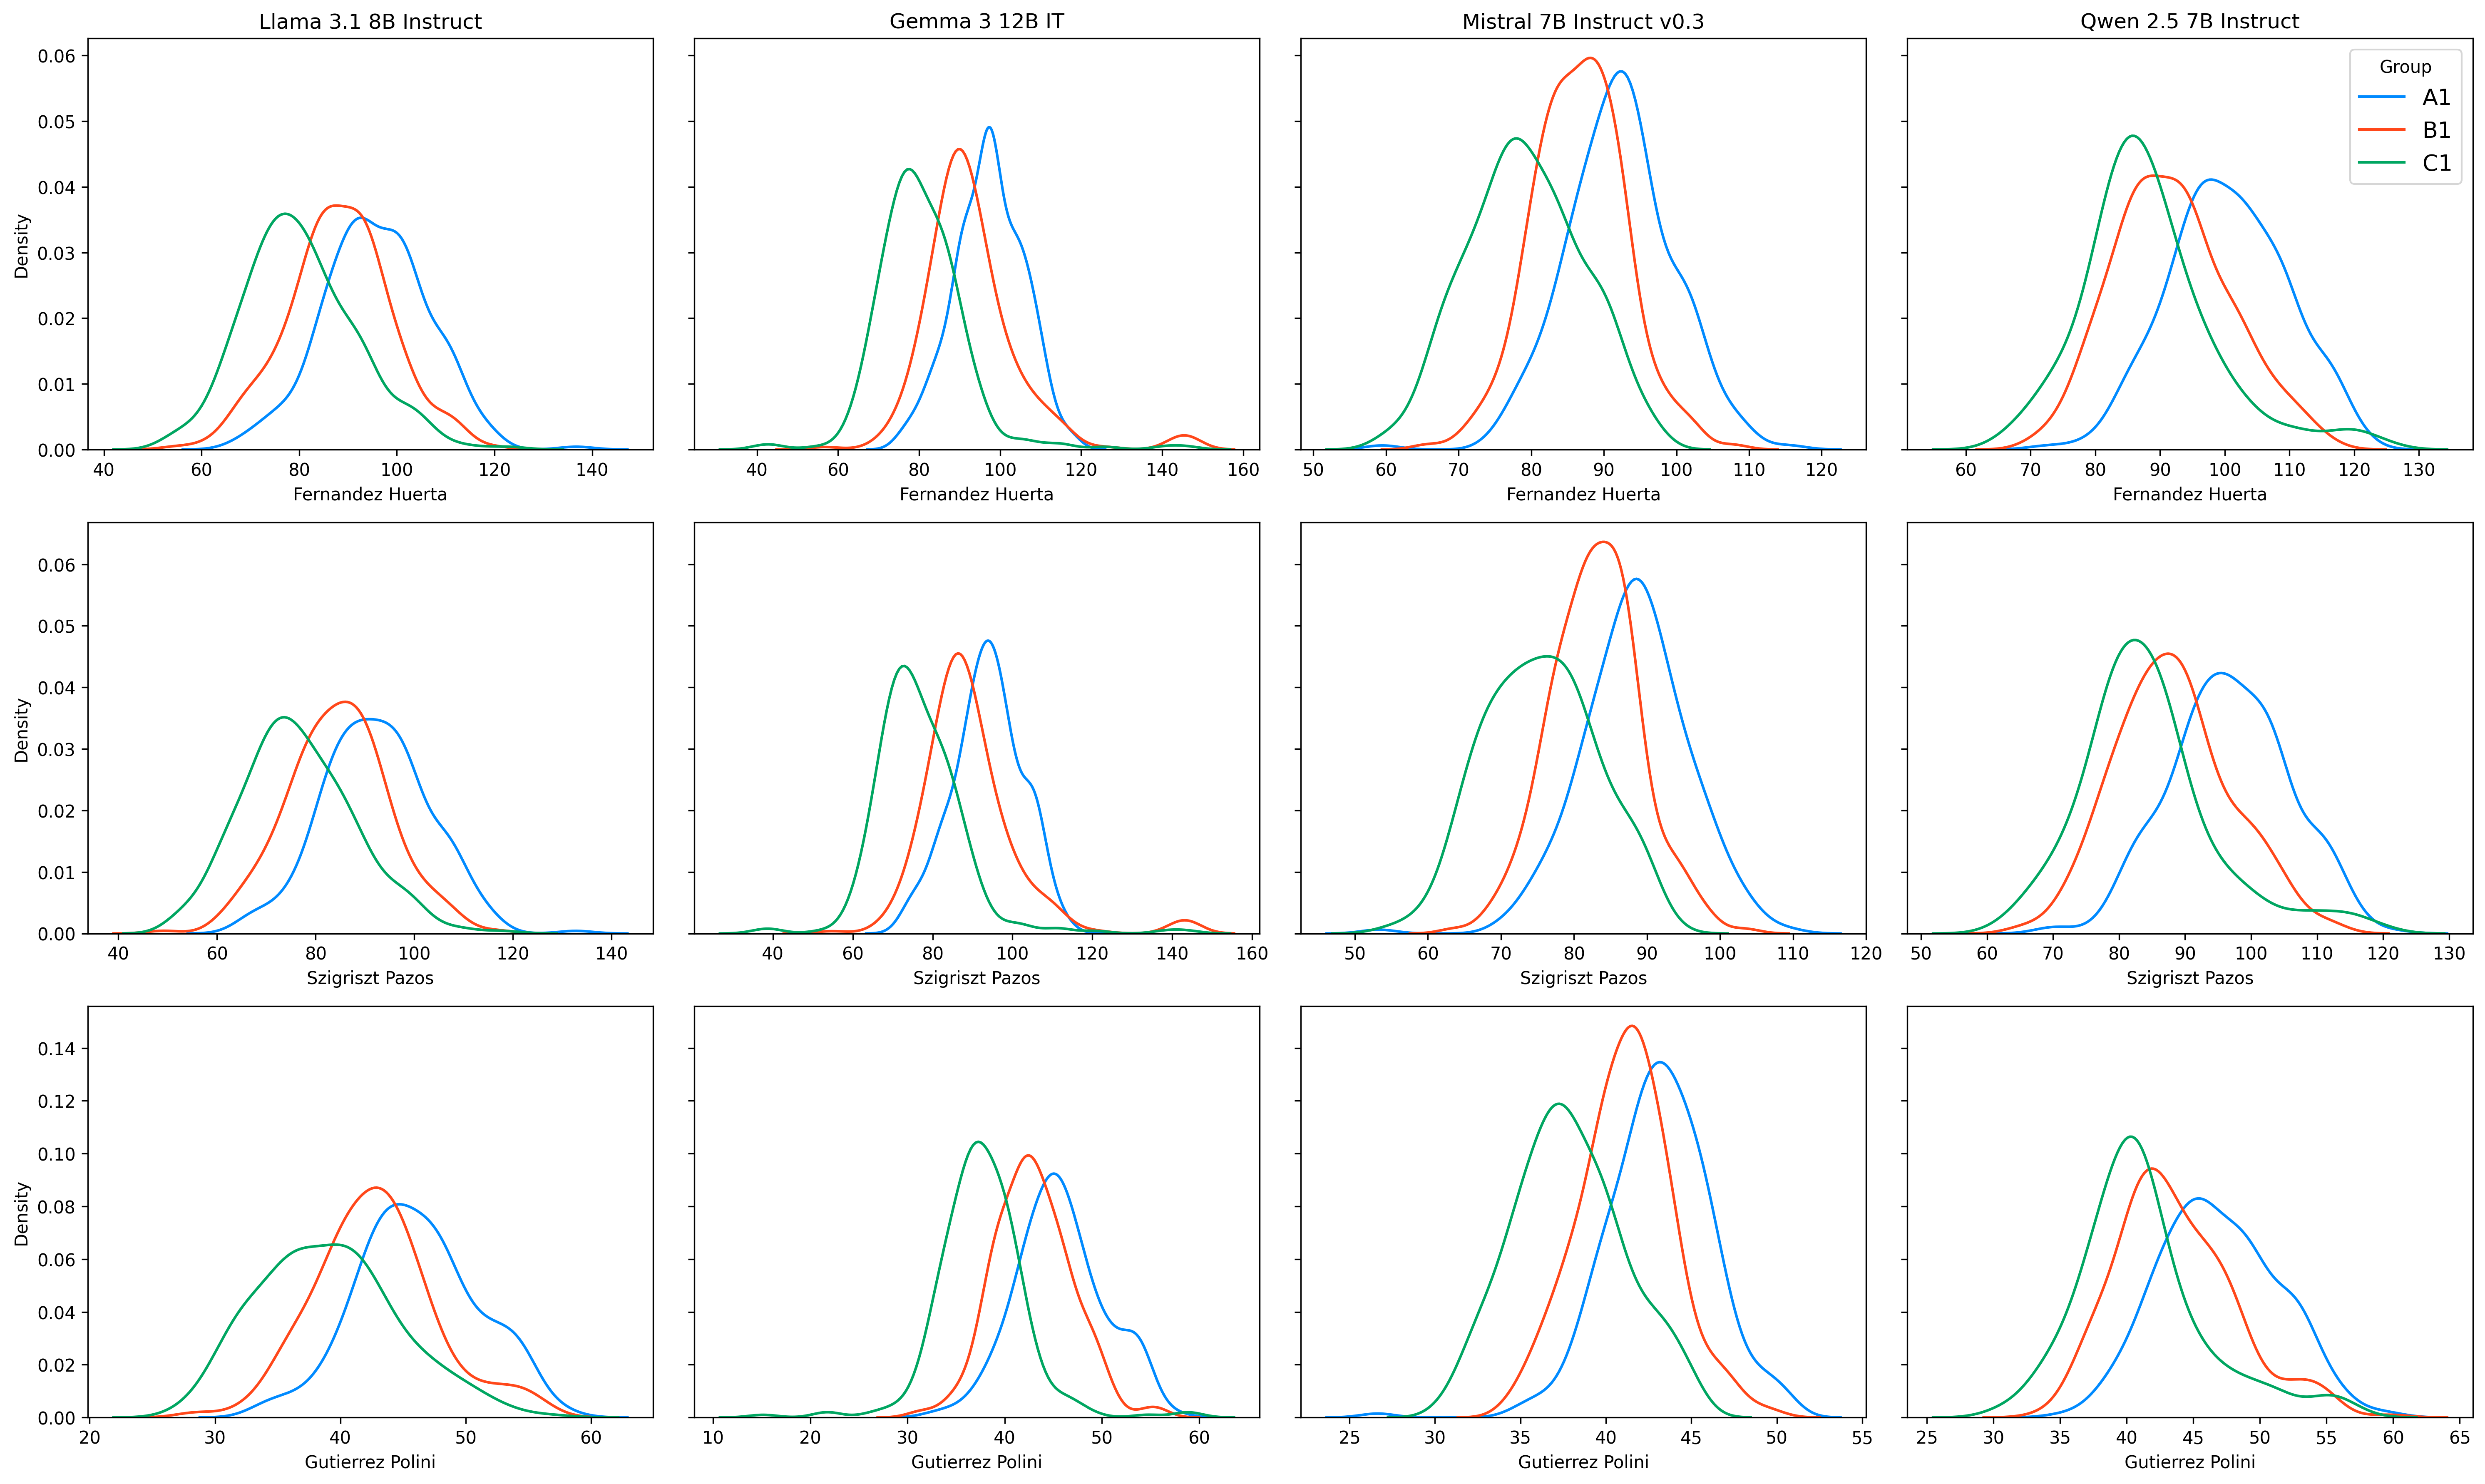 Llama 3.1 8B Instruct
Gemma 3 12B IT
Mistral 7B Instruct v0.3
Qwen 2.5 7B Instruct
Density
0.06
0.05
0.04
0.03
0.02
0.01
0.00
40 60 80 100 120 140
Fernandez Huerta
40 60 80 100 120 140 160
Fernandez Huerta
50 60 70 80 90 100 110 120
Fernandez Huerta
Group
A1
B1
C1
60 70 80 90 100 110 120 130
Fernandez Huerta
Density
0.06
0.05
0.04
0.03
0.02
0.01
0.00
40 60 80 100 120 140
Szigriszt Pazos
40 60 80 100 120 140 160
Szigriszt Pazos
50 60 70 80 90 100 110 120
Szigriszt Pazos
50 60 70 80 90 100 110 120 130
Szigriszt Pazos
Density
0.14
0.12
0.10
0.08
0.06
0.04
0.02
0.00
20 30 40 50 60
Gutierrez Polini
10 20 30 40 50 60
Gutierrez Polini
25 30 35 40 45 50 55
Gutierrez Polini
25 30 35 40 45 50 55 60 65
Gutierrez Polini